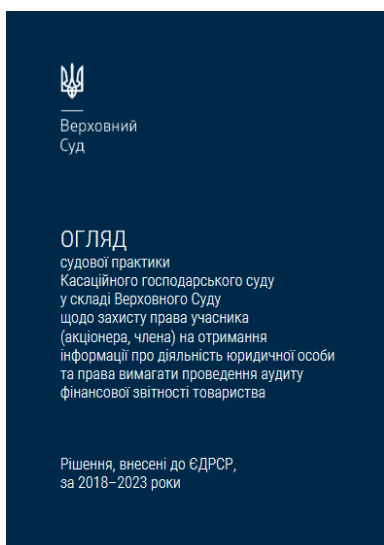 Верховний
Суд
ОГЛЯД
судової практики
Касаційного господарського суду
у складі Верховного Суду
щодо захисту права учасника
(акціонера, члена) на отримання
інформації про діяльність юридичної особи
та права вимагати проведення аудиту
фінансової звітності товариства
Рішення, внесені до ЄДРСР,
за 2018–2023 роки